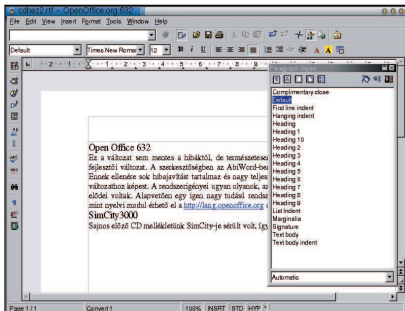 cdhez2.rtf - OpenOffice.org 632
File Edit View Insert Format Tools Window Help
Default Times New Roman 12 B i U
Open Office 632
Ez a változat sem mentes a hibáktól, de természetesen
fejlesztői változat. A szerkesztőségben az AbiWord-
Ennek ellenére sok hibajavítást tartalmaz és nagy
változathoz képest. A rendszerigényei ugyan olyanok, az
elődei voltak. Alapvetően egy igen nagy tudású
mint nyelvi modul érhető el a http://lang.openoffice.org
SimCity3000
Sajnos előző CD mellékletünk SimCity-je sérült volt, így
Complimentary close
Default
First line indent
Hanging indent
Heading
Heading 1
Heading 10
Heading 2
Heading 3
Heading 4
Heading 5
Heading 6
Heading 7
Heading 8
Heading 9
List Indent
Marginalia
Signature
Text body
Text body indent
Automatic
Page 1 / 1 Convert 1 100% INSRT STD HYP *